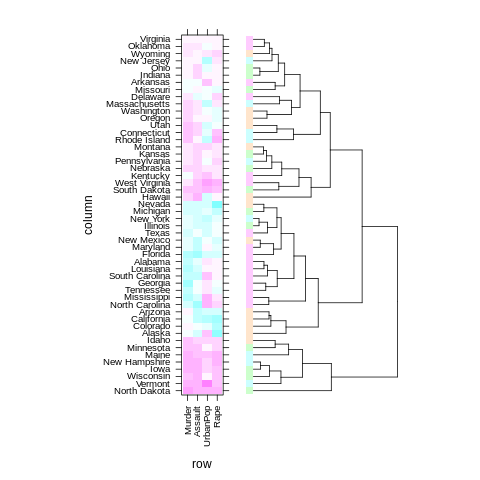 Virginia
Oklahoma
Wyoming
New Jersey
Ohio
Indiana
Arkansas
Missouri
Delaware
Massachusetts
Washington
Oregon
Utah
Connecticut
Rhode Island
Montana
Kansas
Pennsylvania
Nebraska
Kentucky
West Virginia
South Dakota
Hawaii
Nevada
Michigan
New York
Illinois
Texas
New Mexico
Maryland
Florida
Alabama
Louisiana
South Carolina
Georgia
Tennessee
Mississippi
North Carolina
Arizona
California
Colorado
Alaska
Idaho
Minnesota
Maine
New Hampshire
Iowa
Wisconsin
Vermont
North Dakota
column
Murder
Assault
UrbanPop
Rape
row